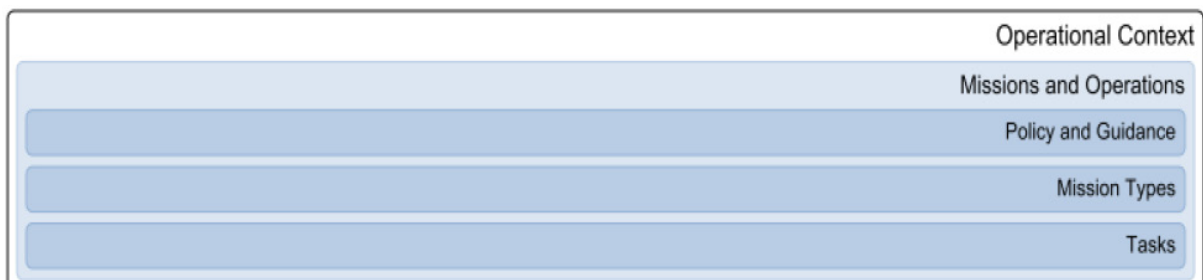 Operational Context
Missions and Operations
Policy and Guidance
Mission Types
Tasks